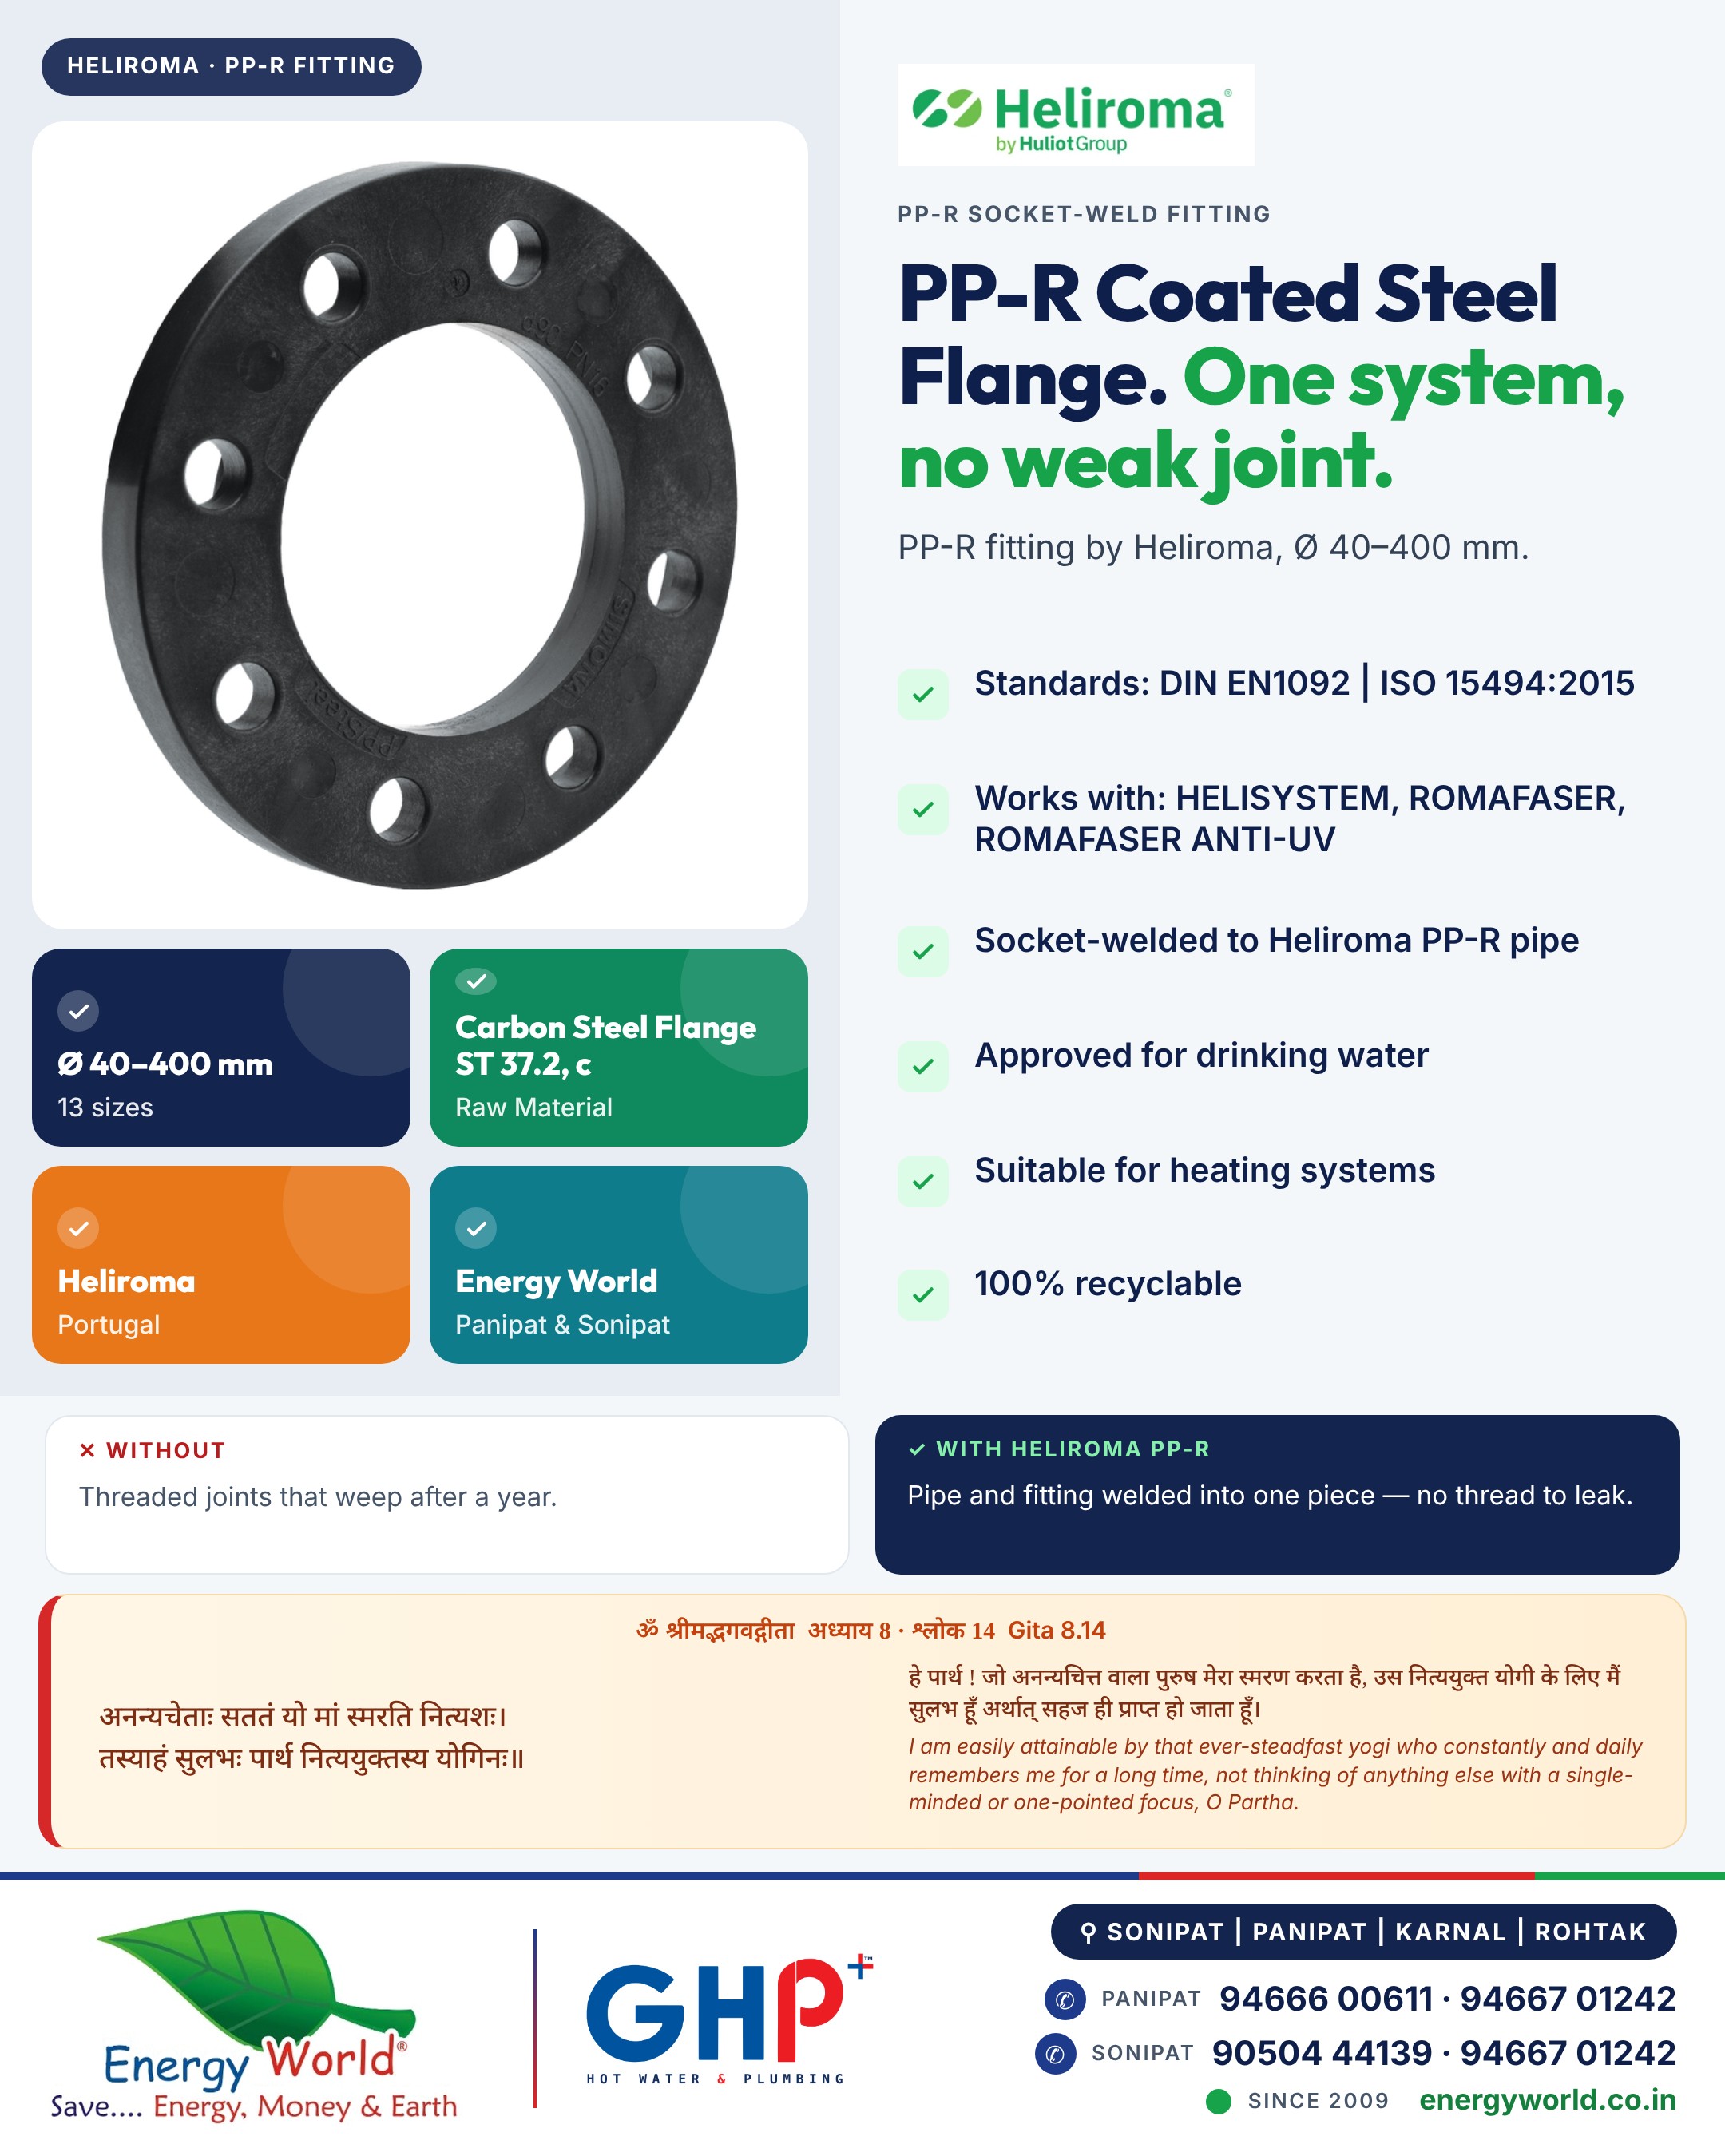 HELIROMA · PP-R FITTING
d90 PN16
PP/Steel
Heliroma®
by Huliot Group
PP-R SOCKET-WELD FITTING
PP-R Coated Steel
Flange. One system,
no weak joint.
PP-R fitting by Heliroma, Ø 40–400 mm.
Standards: DIN EN1092 | ISO 15494:2015
Works with: HELISYSTEM, ROMAFASER,
ROMAFASER ANTI-UV
Socket-welded to Heliroma PP-R pipe
Approved for drinking water
Suitable for heating systems
100% recyclable
Ø 40–400 mm
13 sizes
Carbon Steel Flange
ST 37.2, c
Raw Material
Heliroma
Portugal
Energy World
Panipat & Sonipat
✕ WITHOUT
Threaded joints that weep after a year.
✓ WITH HELIROMA PP-R
Pipe and fitting welded into one piece — no thread to leak.
ॐ श्रीमद्भगवद्गीता अध्याय 8 · श्लोक 14 Gita 8.14
अनन्यचेताः सततं यो मां स्मरति नित्यशः।
तस्याहं सुलभः पार्थ नित्ययुक्तस्य योगिनः॥
हे पार्थ ! जो अनन्यचित्त वाला पुरुष मेरा स्मरण करता है, उस नित्ययुक्त योगी के लिए मैं
सुलभ हूँ अर्थात् सहज ही प्राप्त हो जाता हूँ।
I am easily attainable by that ever-steadfast yogi who constantly and daily
remembers me for a long time, not thinking of anything else with a single-
minded or one-pointed focus, O Partha.
Energy World®
Save.... Energy, Money & Earth
GHP+™
HOT WATER & PLUMBING
SONIPAT | PANIPAT | KARNAL | ROHTAK
PANIPAT 94666 00611 · 94667 01242
SONIPAT 90504 44139 · 94667 01242
SINCE 2009 energyworld.co.in